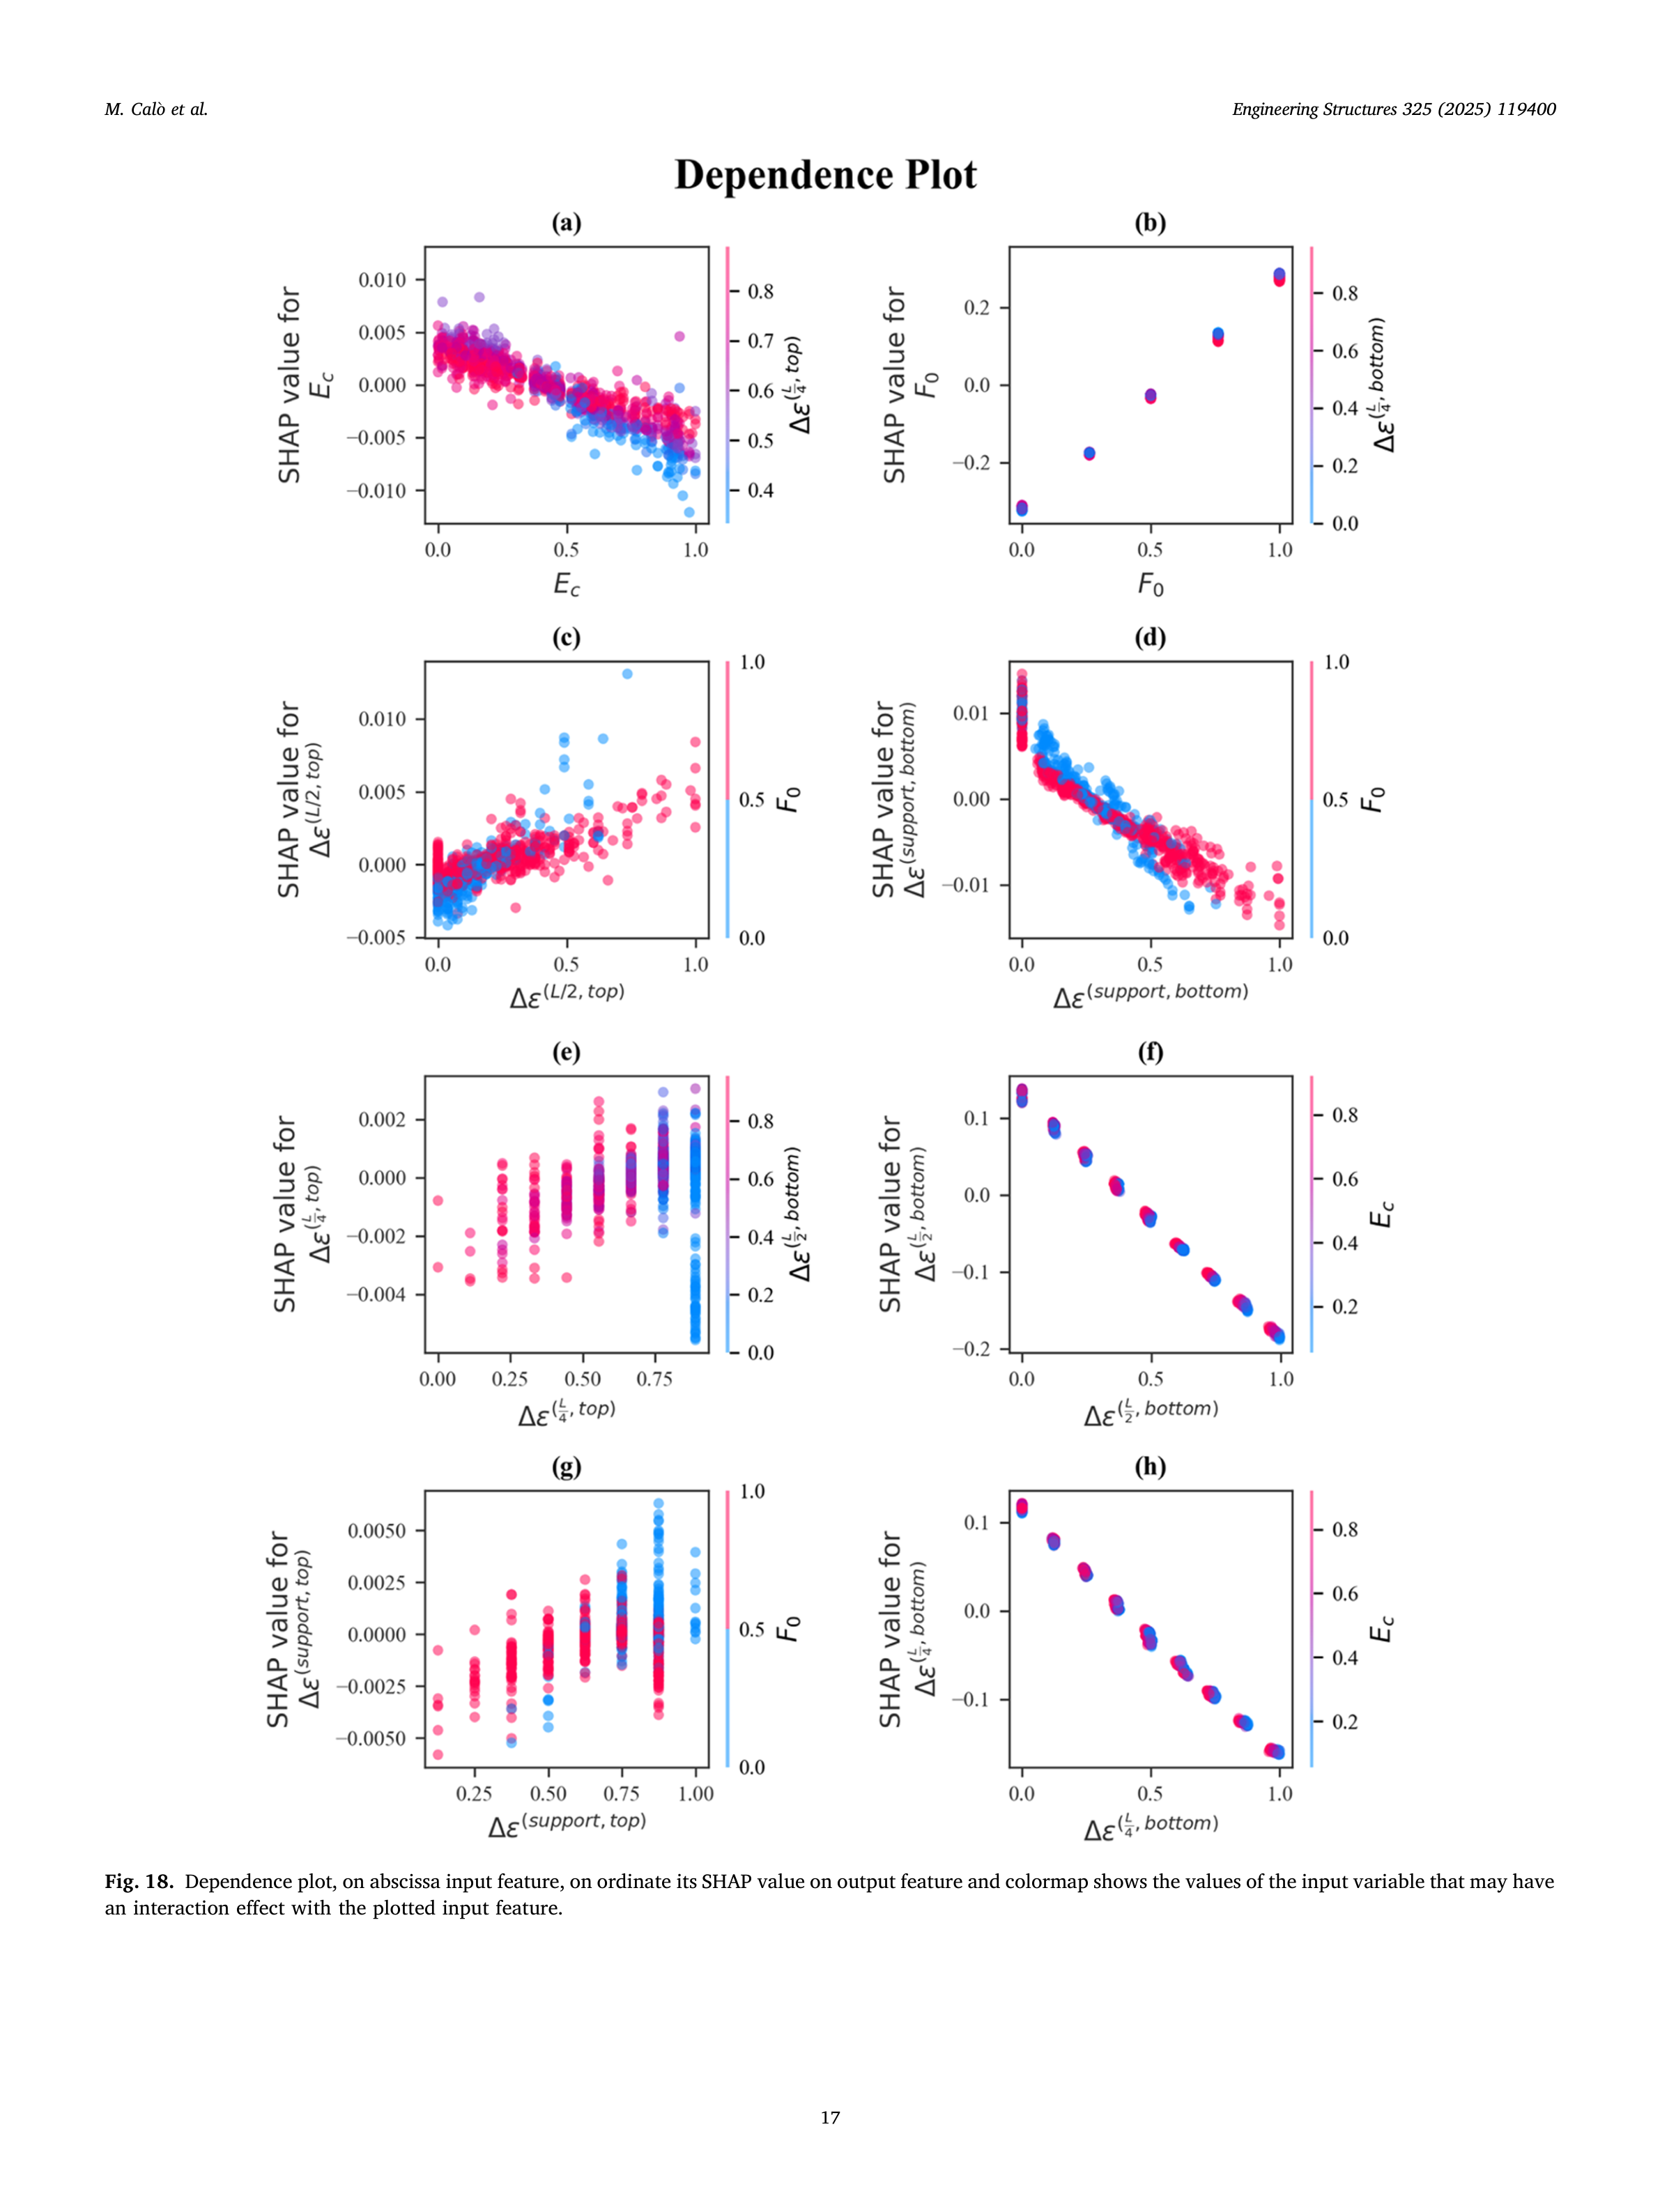 M. Calò et al.
Engineering Structures 325 (2025) 119400
Dependence Plot
(a)
SHAP value for
E_c
0.010
0.005
0.000
−0.005
−0.010
0.0 0.5 1.0
E_c
0.8
0.7
0.6
0.5
0.4
Δε^(L/4, top)
(b)
SHAP value for
F_0
0.2
0.0
−0.2
0.0 0.5 1.0
F_0
0.8
0.6
0.4
0.2
0.0
Δε^(L/4, bottom)
(c)
SHAP value for
Δε^(L/2, top)
0.010
0.005
0.000
−0.005
0.0 0.5 1.0
Δε^(L/2, top)
1.0
0.5
0.0
F_0
(d)
SHAP value for
Δε^(support, bottom)
0.01
0.00
−0.01
0.0 0.5 1.0
Δε^(support, bottom)
1.0
0.5
0.0
F_0
(e)
SHAP value for
Δε^(L/4, top)
0.002
0.000
−0.002
−0.004
0.00 0.25 0.50 0.75
Δε^(L/4, top)
0.8
0.6
0.4
0.2
0.0
Δε^(L/2, bottom)
(f)
SHAP value for
Δε^(L/2, bottom)
0.1
0.0
−0.1
−0.2
0.0 0.5 1.0
Δε^(L/2, bottom)
0.8
0.6
0.4
0.2
E_c
(g)
SHAP value for
Δε^(support, top)
0.0050
0.0025
0.0000
−0.0025
−0.0050
0.25 0.50 0.75 1.00
Δε^(support, top)
1.0
0.5
0.0
F_0
(h)
SHAP value for
Δε^(L/4, bottom)
0.1
0.0
−0.1
0.0 0.5 1.0
Δε^(L/4, bottom)
0.8
0.6
0.4
0.2
E_c
Fig. 18. Dependence plot, on abscissa input feature, on ordinate its SHAP value on output feature and colormap shows the values of the input variable that may have
an interaction effect with the plotted input feature.
17